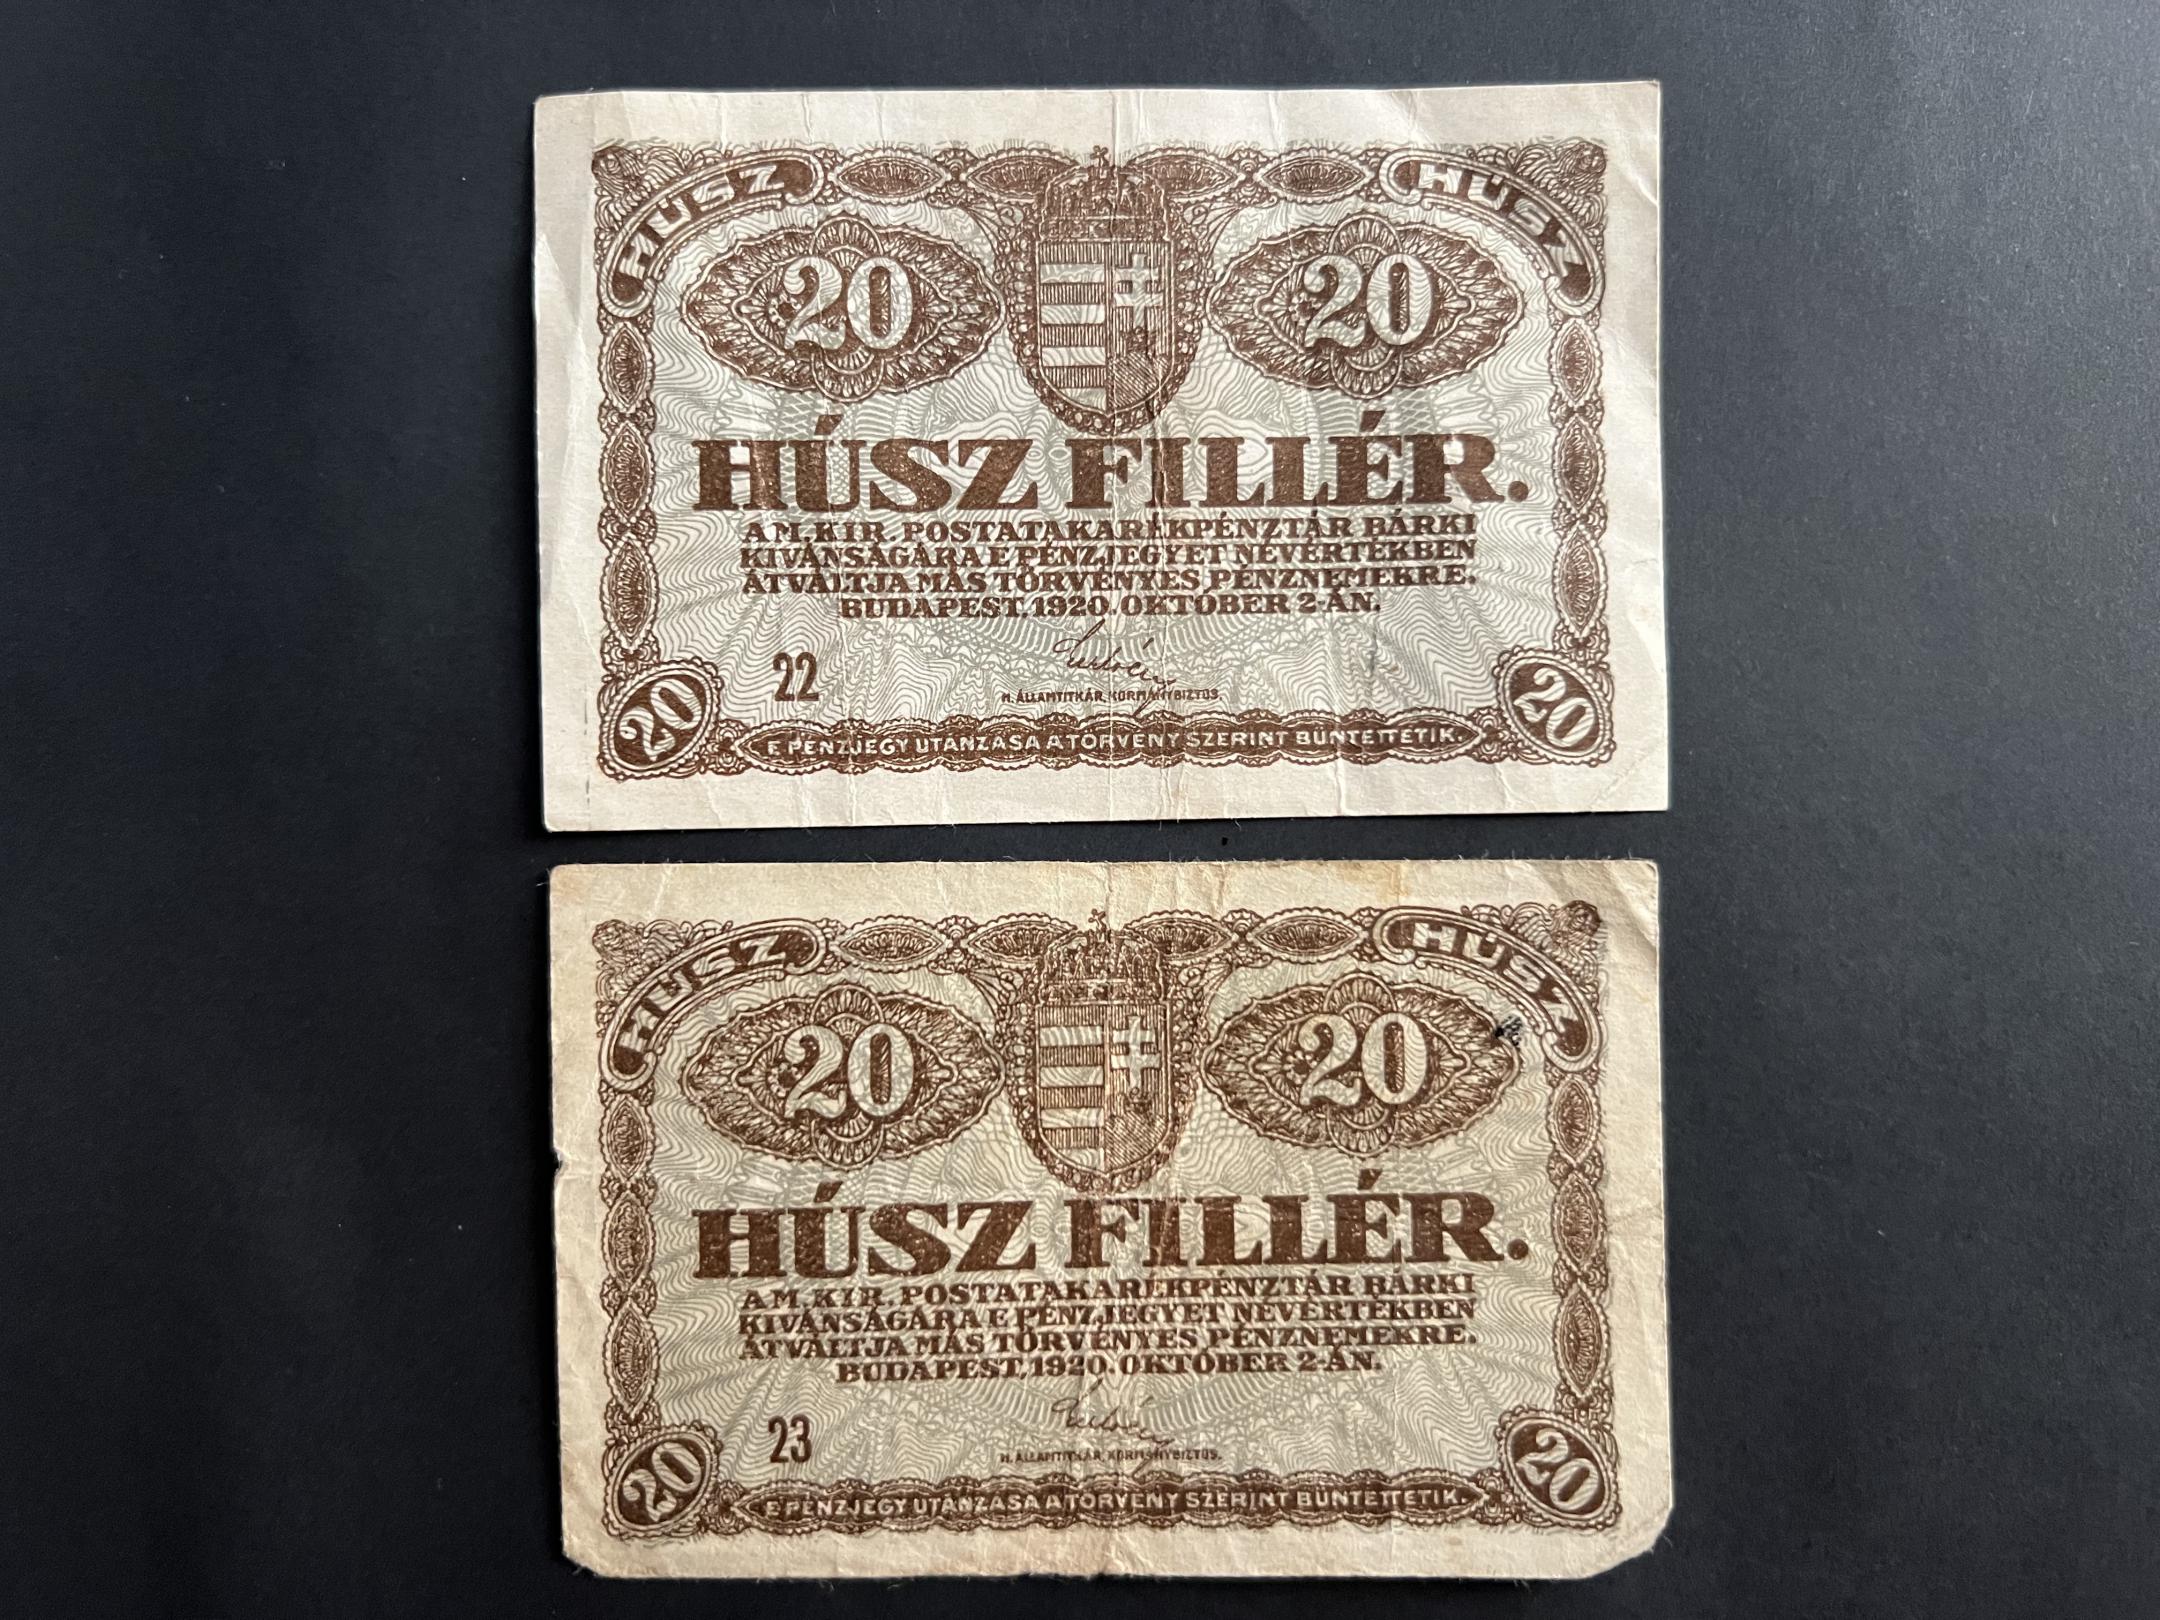 HÚSZ HÚSZ
20 20
HÚSZ FILLÉR.
A M. KIR. POSTATAKARÉKPÉNZTÁR BÁRKI
KIVÁNSÁGÁRA E PÉNZJEGYET NÉVÉRTÉKBEN
ÁTVÁLTJA MÁS TÖRVÉNYES PÉNZNEMEKRE.
BUDAPEST, 1920. OKTÓBER 2-ÁN.
22
H. ÁLLAMTITKÁR, KORMÁNYBIZTOS.
20 E PÉNZJEGY UTÁNZÁSA A TÖRVÉNY SZERINT BÜNTETTETIK. 20
HÚSZ HÚSZ
20 20
HÚSZ FILLÉR.
A M. KIR. POSTATAKARÉKPÉNZTÁR BÁRKI
KIVÁNSÁGÁRA E PÉNZJEGYET NÉVÉRTÉKBEN
ÁTVÁLTJA MÁS TÖRVÉNYES PÉNZNEMEKRE.
BUDAPEST, 1920. OKTÓBER 2-ÁN.
23
H. ÁLLAMTITKÁR, KORMÁNYBIZTOS.
20 E PÉNZJEGY UTÁNZÁSA A TÖRVÉNY SZERINT BÜNTETTETIK. 20